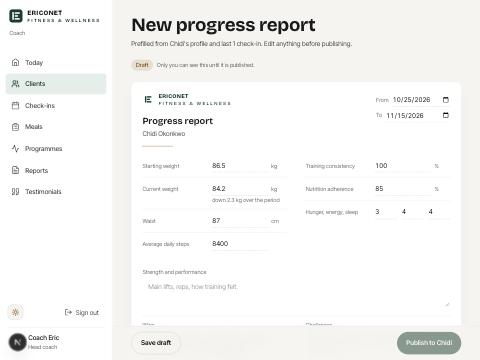 ERICONET
FITNESS & WELLNESS
Coach
Today
Clients
Check-ins
Meals
Programmes
Reports
Testimonials
Sign out
N
Coach Eric
Head coach
New progress report
Prefilled from Chidi's profile and last 1 check-in. Edit anything before publishing.
Draft Only you can see this until it is published.
ERICONET
FITNESS & WELLNESS
From 10/25/2026
To 11/15/2026
Progress report
Chidi Okonkwo
Starting weight 86.5 kg
Current weight 84.2 kg
down 2.3 kg over the period
Waist 87 cm
Average daily steps 8400
Training consistency 100 %
Nutrition adherence 85 %
Hunger, energy, sleep 3 4 4
Strength and performance
Main lifts, reps, how training felt.
Save draft
Publish to Chidi